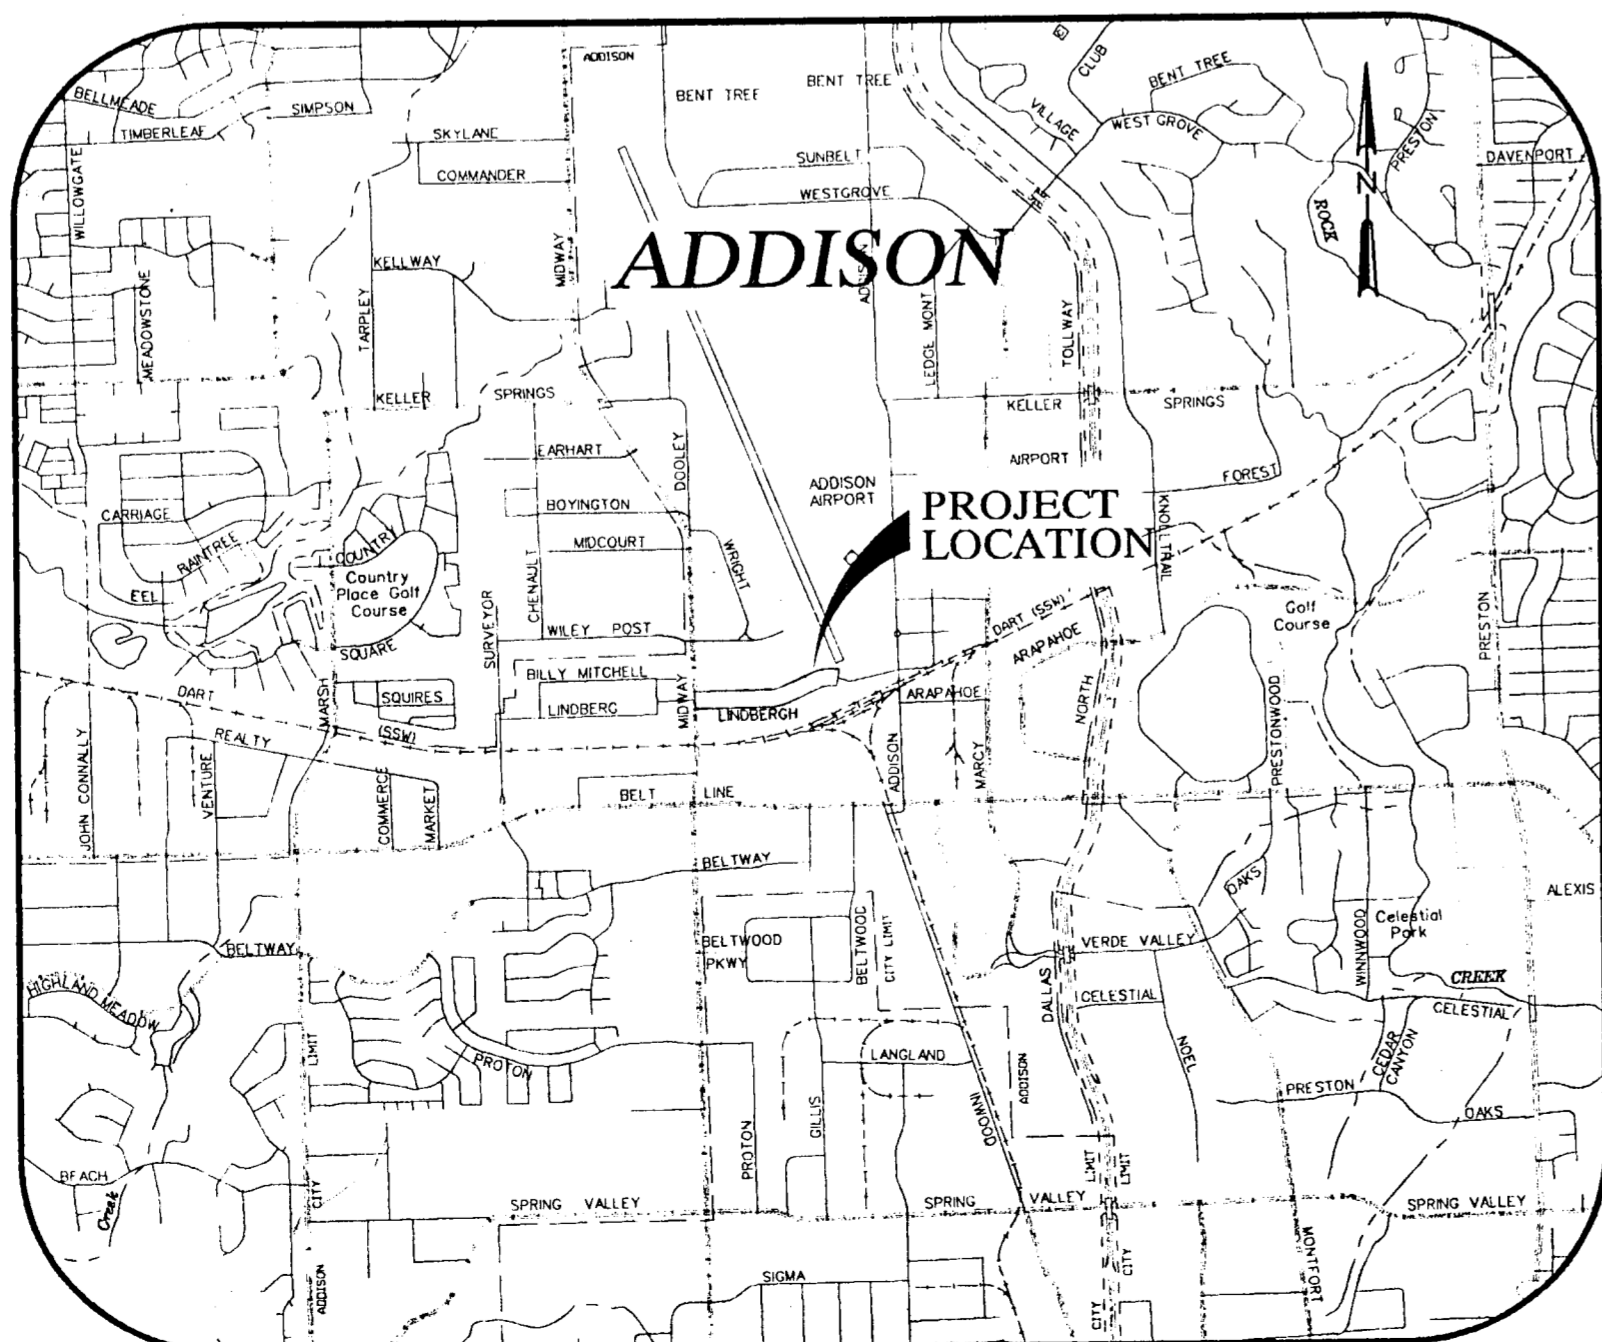 ADDISON
BENT TREE
BENT TREE
CLUB
BENT TREE
BELLMEADE
SIMPSON
TIMBERLEAF
SKYLANE
VILLAGE
WEST GROVE
PRESTON
COMMANDER
SUNBELT
WESTGROVE
DAVENPORT
WILLOWGATE
N
ROCK
MIDWAY
KELLWAY
ADDISON
MEADOWSTONE
TARPLEY
LEDGE MONT
TOLLWAY
KELLER
SPRINGS
KELLER
SPRINGS
EARHART
DOOLEY
AIRPORT
FOREST
ADDISON
AIRPORT
PROJECT
LOCATION
CARRIAGE
BOYINGTON
KNOLL TRAIL
RAINTREE
COUNTRY
MIDCOURT
WRIGHT
Country
Place Golf
Course
CHENAULT
EEL
SURVEYOR
WILEY POST
DART (SSW)
ARAPAHOE
Golf
Course
PRESTON
SQUARE
BILLY MITCHELL
DART
MARSH
SQUIRES
LINDBERG
MIDWAY
LINDBERGH
ARAPAHOE
NORTH
PRESTONWOOD
REALTY
(SSW)
JOHN CONNALLY
VENTURE
COMMERCE
MARKET
BELT
LINE
ADDISON
MARCY
BELTWAY
OAKS
ALEXIS
BELTWAY
BELTWOOD
PKWY
BELTWOOD
CITY LIMIT
VERDE VALLEY
WINNWOOD
Celestial
Park
HIGHLAND MEADOW
DALLAS
CELESTIAL
CREEK
CELESTIAL
LIMIT
PROTON
LANGLAND
ADDISON
NOEL
CEDAR
CANYON
PRESTON
OAKS
INWOOD
GILLIS
PROTON
BEACH
Creek
CITY
LIMIT
LIMIT
SPRING VALLEY
SPRING
VALLEY
SPRING VALLEY
ADDISON
SIGMA
CITY
CITY
MONTFORT